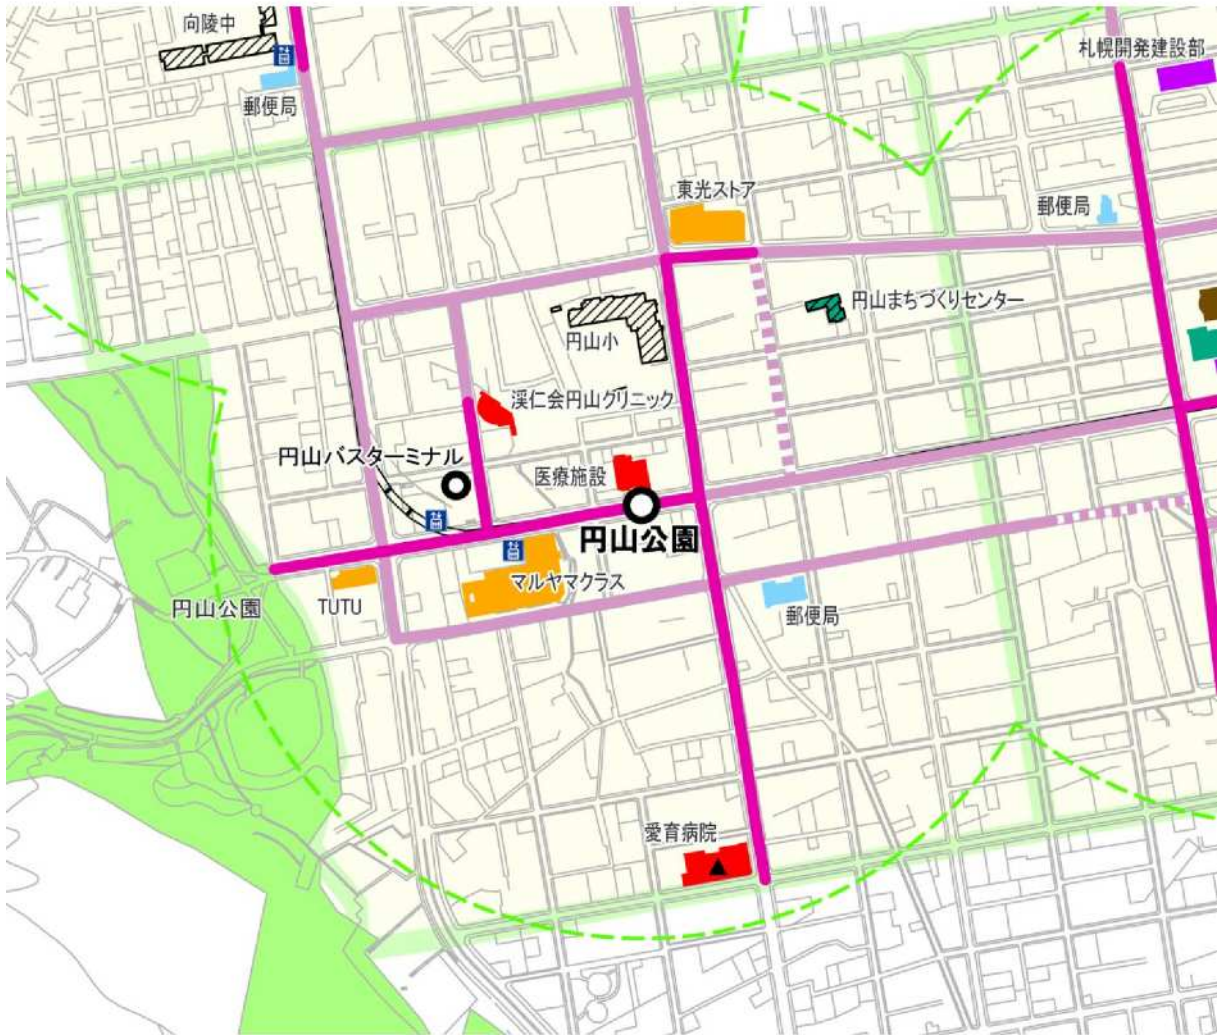 向陵中
札幌開発建設部
郵便局
東光ストア
郵便局
円山まちづくりセンター
円山小
渓仁会円山クリニック
円山バスターミナル
医療施設
円山公園
マルヤマクラス
円山公園
TUTU
郵便局
愛育病院